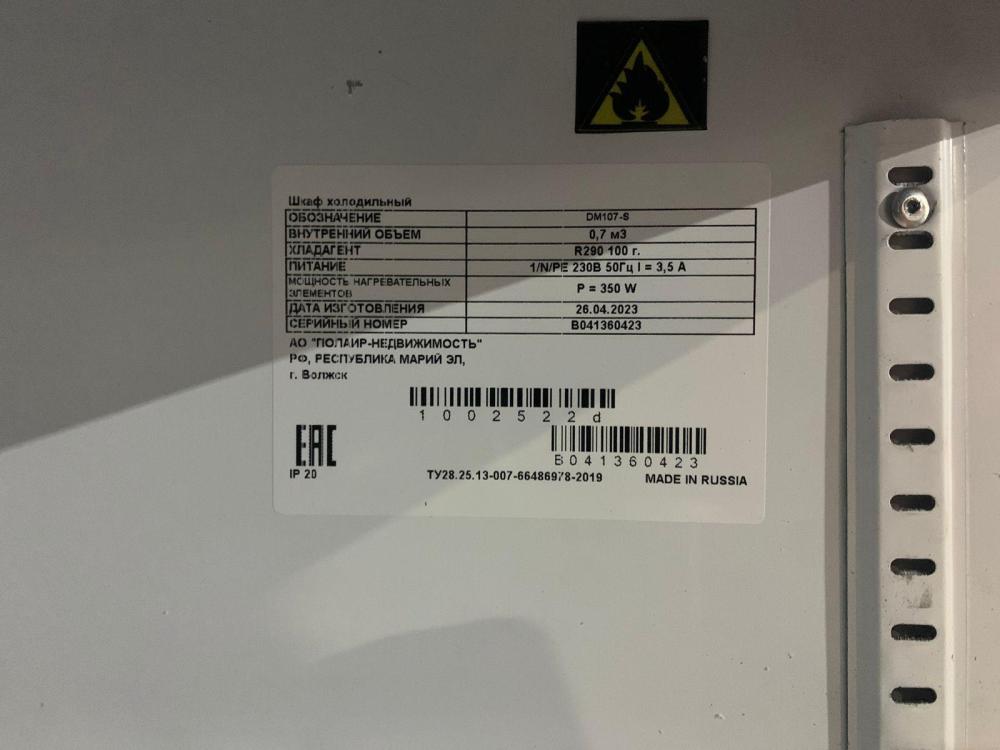 Шкаф холодильный
ОБОЗНАЧЕНИЕ DM107-S
ВНУТРЕННИЙ ОБЪЕМ 0,7 м3
ХЛАДАГЕНТ R290 100 г.
ПИТАНИЕ 1/N/PE 230В 50Гц I = 3,5 А
МОЩНОСТЬ НАГРЕВАТЕЛЬНЫХ
ЭЛЕМЕНТОВ P = 350 W
ДАТА ИЗГОТОВЛЕНИЯ 26.04.2023
СЕРИЙНЫЙ НОМЕР B041360423
АО "ПОЛАИР-НЕДВИЖИМОСТЬ"
РФ, РЕСПУБЛИКА МАРИЙ ЭЛ,
г. Волжск
1002522d
B041360423
EAC
IP 20 ТУ28.25.13-007-66486978-2019 MADE IN RUSSIA